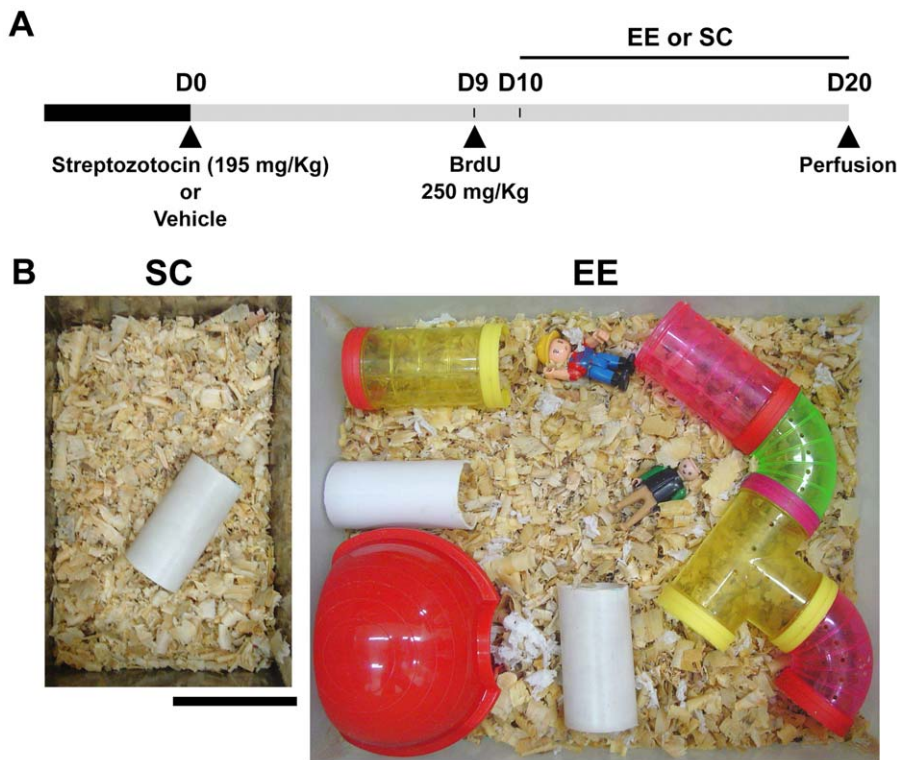 A
EE or SC
D0 D9 D10 D20
Streptozotocin (195 mg/Kg)
or
Vehicle
BrdU
250 mg/Kg
Perfusion
B
SC
EE